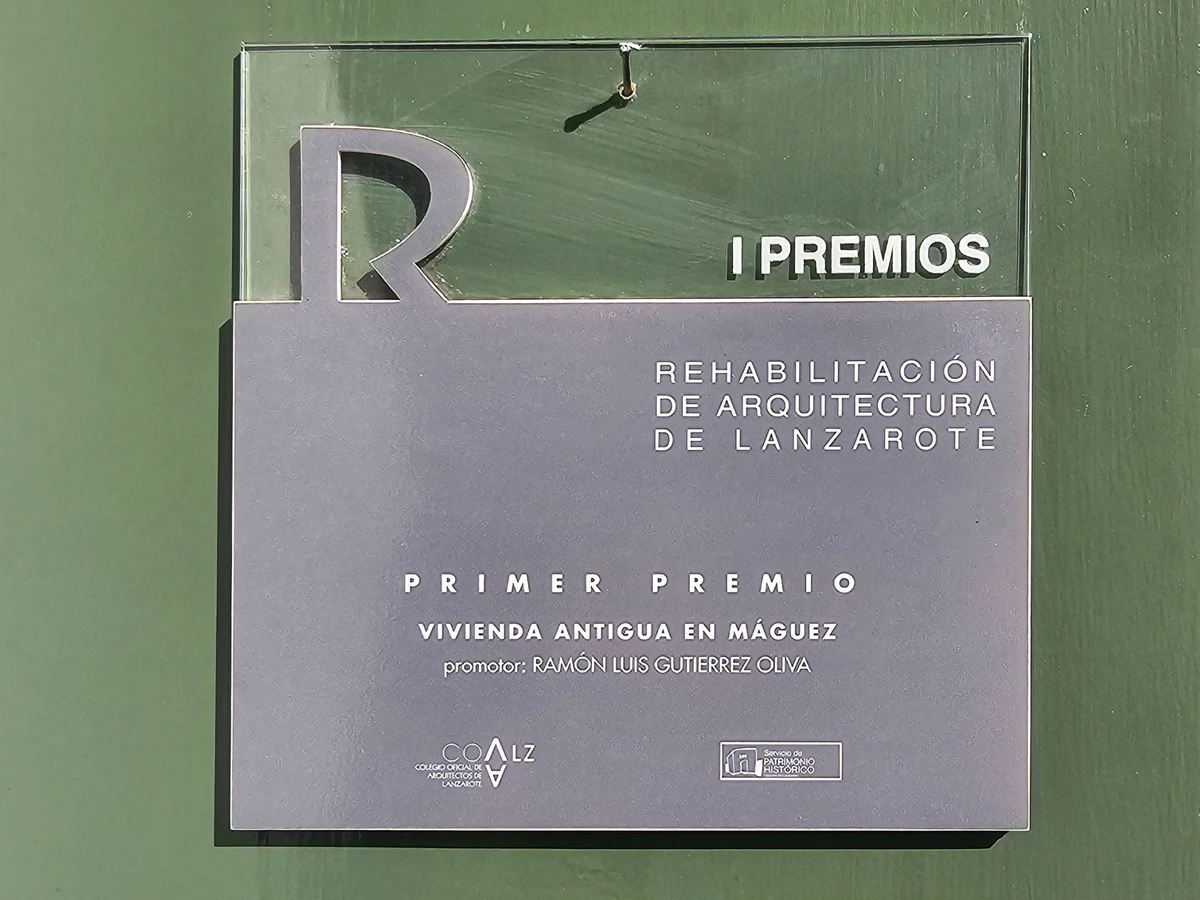 R
I PREMIOS
REHABILITACIÓN
DE ARQUITECTURA
DE LANZAROTE
PRIMER PREMIO
VIVIENDA ANTIGUA EN MÁGUEZ
promotor: RAMÓN LUIS GUTIERREZ OLIVA
COALZ
COLEGIO OFICIAL DE
ARQUITECTOS DE
LANZAROTE
Servicio de
PATRIMONIO
HISTÓRICO